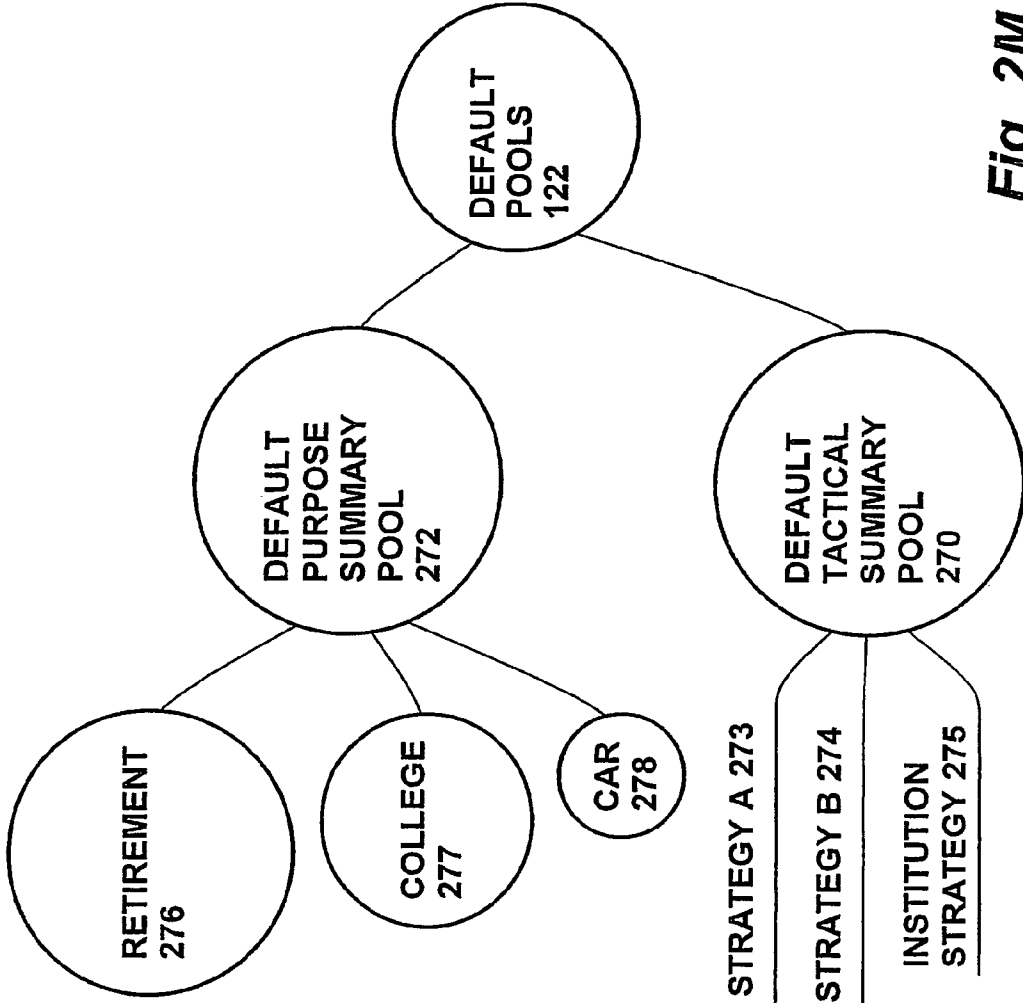 RETIREMENT
276
COLLEGE
277
CAR
278
DEFAULT
PURPOSE
SUMMARY
POOL
272
DEFAULT
POOLS
122
STRATEGY A 273
STRATEGY B 274
INSTITUTION
STRATEGY 275
DEFAULT
TACTICAL
SUMMARY
POOL
270
Fig. 2M